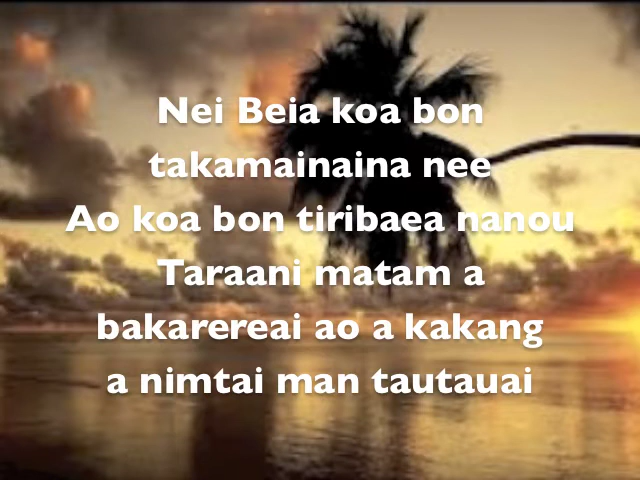 Nei Beia koa bon
takamainaina nee
Ao koa bon tiribaea nanou
Taraani matam a
bakarereai ao a kakang
a nimtai man tautauai